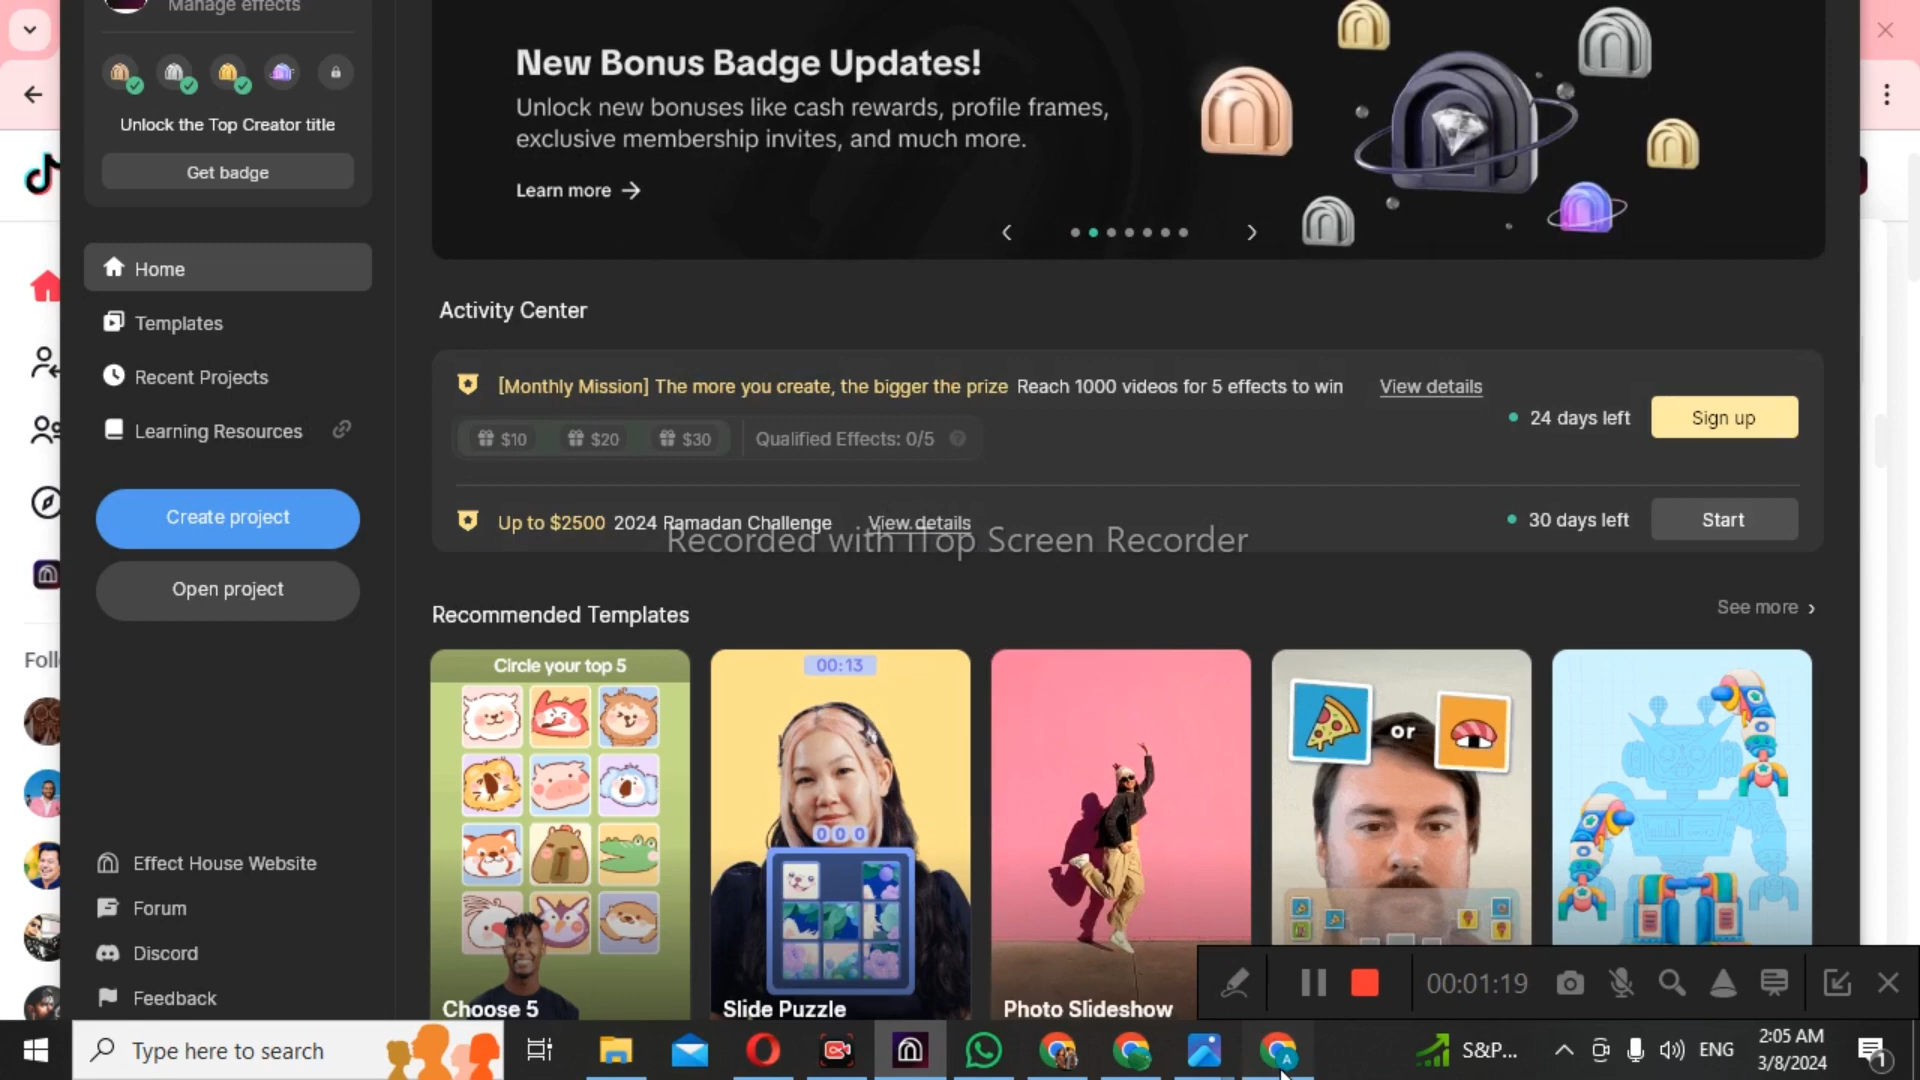 Manage effects
Unlock the Top Creator title
Get badge
Home
Templates
Recent Projects
Learning Resources
Create project
Open project
Effect House Website
Forum
Discord
Feedback
Foll
New Bonus Badge Updates!
Unlock new bonuses like cash rewards, profile frames,
exclusive membership invites, and much more.
Learn more →
Activity Center
[Monthly Mission] The more you create, the bigger the prize Reach 1000 videos for 5 effects to win View details
$10 $20 $30 Qualified Effects: 0/5 ?
24 days left Sign up
Up to $2500 2024 Ramadan Challenge View details
30 days left Start
Recorded with iTop Screen Recorder
Recommended Templates
See more ›
Circle your top 5
Choose 5
00:13
0 0 0
Slide Puzzle
Photo Slideshow
or
00:01:19
Type here to search
A
S&P...
ENG
2:05 AM
3/8/2024
1